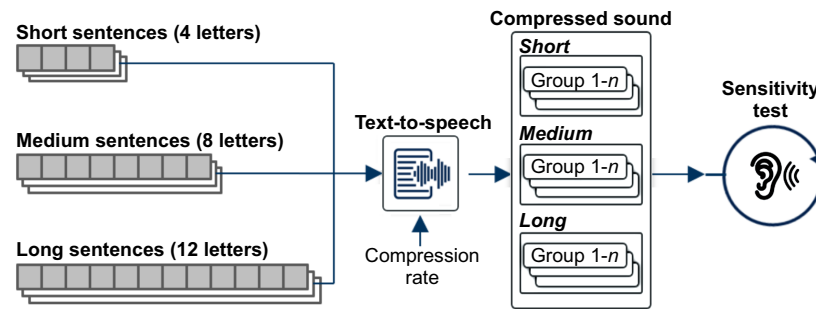 Short sentences (4 letters)
Medium sentences (8 letters)
Long sentences (12 letters)
Text-to-speech
Compression
rate
Compressed sound
Short
Group 1-n
Medium
Group 1-n
Long
Group 1-n
Sensitivity
test